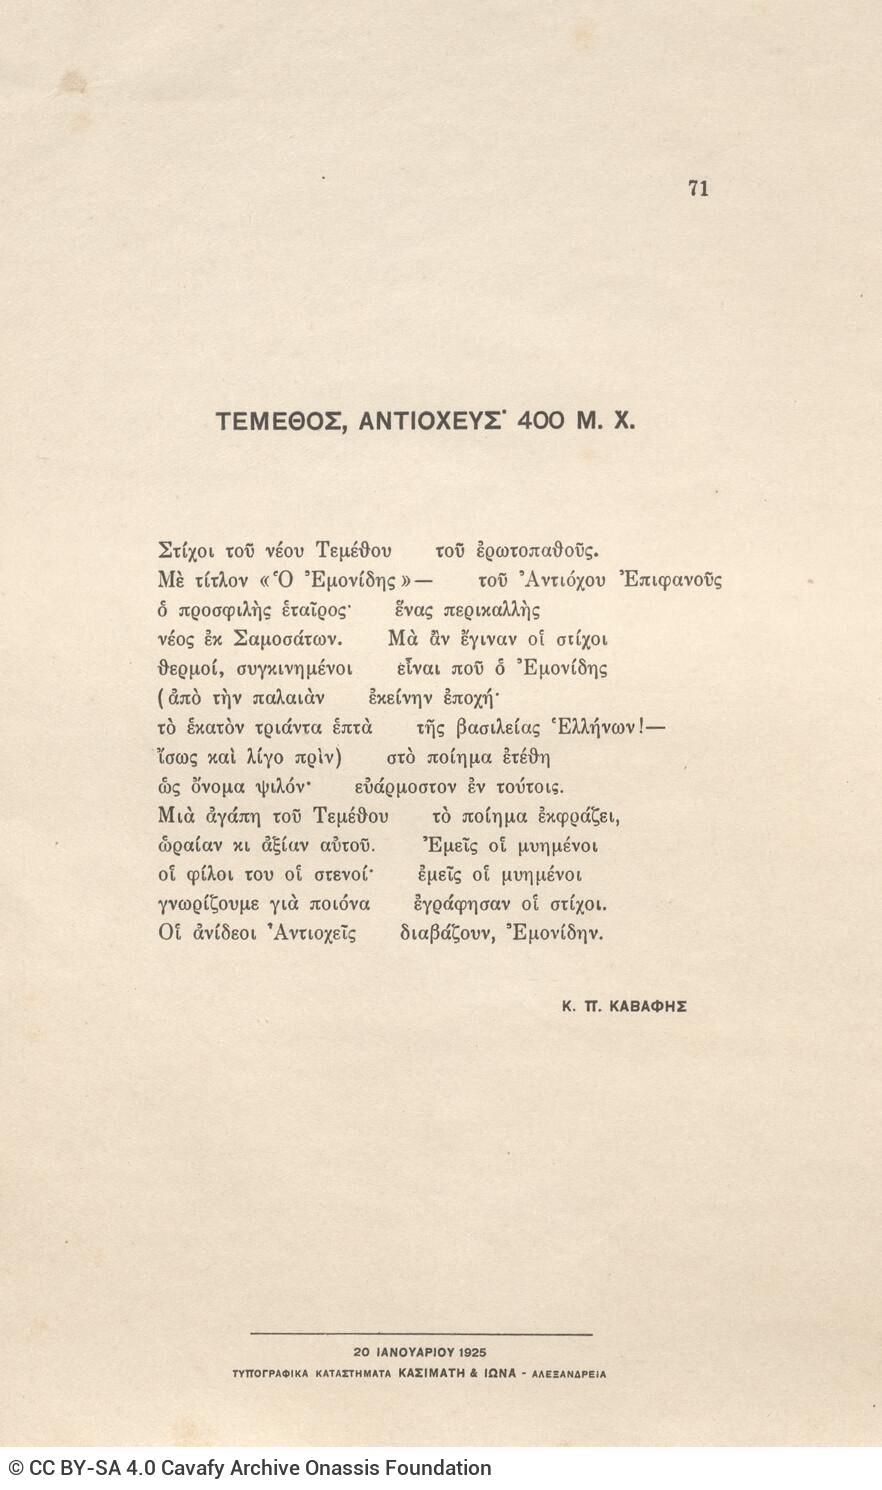 71
ΤΕΜΕΘΟΣ, ΑΝΤΙΟΧΕΥΣ· 400 Μ. Χ.
Στίχοι τοῦ νέου Τεμέθου τοῦ ἐρωτοπαθοῦς.
Μὲ τίτλον «Ὁ Ἐμονίδης»— τοῦ Ἀντιόχου Ἐπιφανοῦς
ὁ προσφιλὴς ἑταῖρος· ἕνας περικαλλὴς
νέος ἐκ Σαμοσάτων. Μὰ ἂν ἔγιναν οἱ στίχοι
θερμοί, συγκινημένοι εἶναι ποῦ ὁ Ἐμονίδης
(ἀπὸ τὴν παλαιὰν ἐκείνην ἐποχή·
τὸ ἑκατὸν τριάντα ἑπτὰ τῆς βασιλείας Ἑλλήνων!—
ἴσως καὶ λίγο πρὶν) στὸ ποίημα ἐτέθη
ὡς ὄνομα ψιλόν· εὐάρμοστον ἐν τούτοις.
Μιὰ ἀγάπη τοῦ Τεμέθου τὸ ποίημα ἐκφράζει,
ὡραίαν κι ἀξίαν αὐτοῦ. Ἐμεῖς οἱ μυημένοι
οἱ φίλοι του οἱ στενοί· ἐμεῖς οἱ μυημένοι
γνωρίζουμε γιὰ ποιόνα ἐγράφησαν οἱ στίχοι.
Οἱ ἀνίδεοι Ἀντιοχεῖς διαβάζουν, Ἐμονίδην.
Κ. Π. ΚΑΒΑΦΗΣ
20 ΙΑΝΟΥΑΡΙΟΥ 1925
ΤΥΠΟΓΡΑΦΙΚΑ ΚΑΤΑΣΤΗΜΑΤΑ ΚΑΣΙΜΑΤΗ & ΙΩΝΑ - ΑΛΕΞΑΝΔΡΕΙΑ
© CC BY-SA 4.0 Cavafy Archive Onassis Foundation